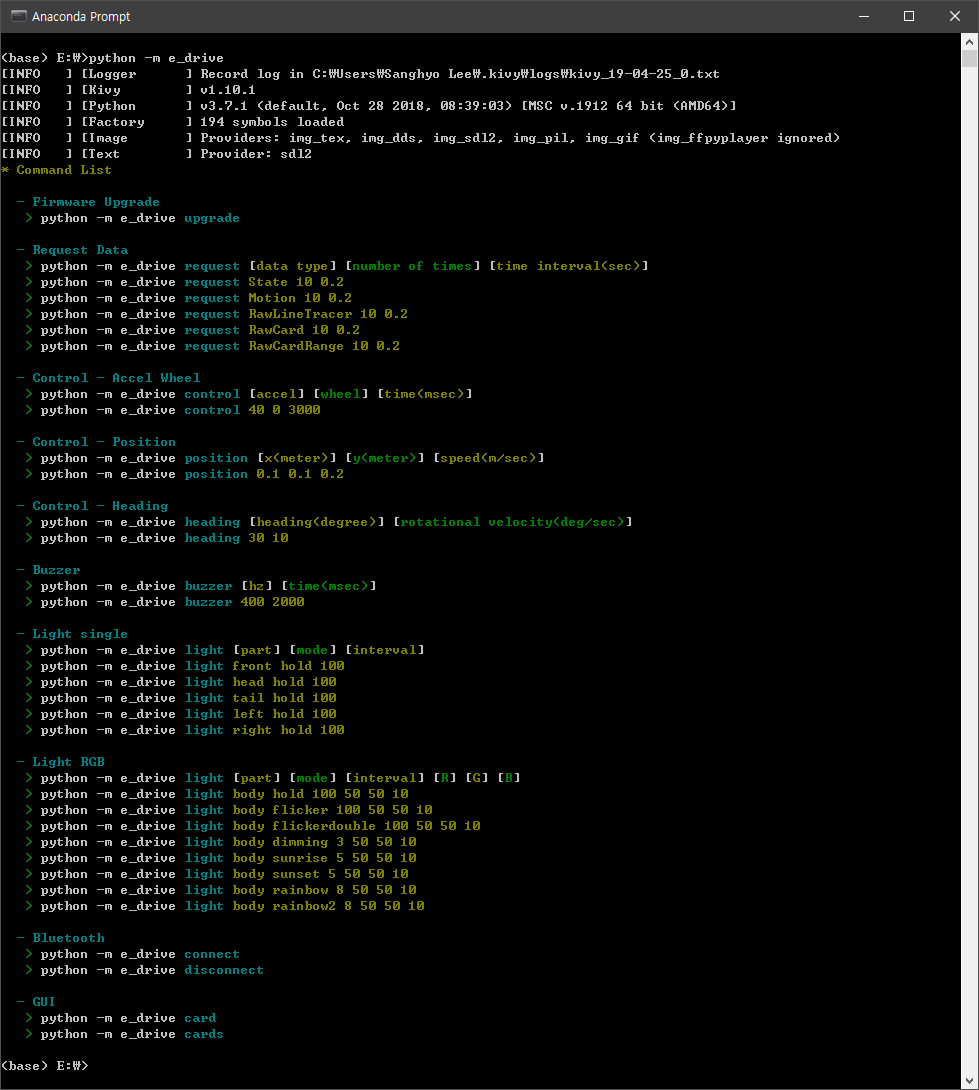 Anaconda Prompt
(base) E:₩>python -m e_drive
[INFO   ] [Logger      ] Record log in C:₩Users₩Sanghyo Lee₩.kivy₩logs₩kivy_19-04-25_0.txt
[INFO   ] [Kivy        ] v1.10.1
[INFO   ] [Python      ] v3.7.1 (default, Oct 28 2018, 08:39:03) [MSC v.1912 64 bit (AMD64)]
[INFO   ] [Factory     ] 194 symbols loaded
[INFO   ] [Image       ] Providers: img_tex, img_dds, img_sdl2, img_pil, img_gif (img_ffpyplayer ignored)
[INFO   ] [Text        ] Provider: sdl2
* Command List
- Firmware Upgrade
> python -m e_drive upgrade
- Request Data
> python -m e_drive request [data type] [number of times] [time interval(sec)]
> python -m e_drive request State 10 0.2
> python -m e_drive request Motion 10 0.2
> python -m e_drive request RawLineTracer 10 0.2
> python -m e_drive request RawCard 10 0.2
> python -m e_drive request RawCardRange 10 0.2
- Control - Accel Wheel
> python -m e_drive control [accel] [wheel] [time(msec)]
> python -m e_drive control 40 0 3000
- Control - Position
> python -m e_drive position [x(meter)] [y(meter)] [speed(m/sec)]
> python -m e_drive position 0.1 0.1 0.2
- Control - Heading
> python -m e_drive heading [heading(degree)] [rotational velocity(deg/sec)]
> python -m e_drive heading 30 10
- Buzzer
> python -m e_drive buzzer [hz] [time(msec)]
> python -m e_drive buzzer 400 2000
- Light single
> python -m e_drive light [part] [mode] [interval]
> python -m e_drive light front hold 100
> python -m e_drive light head hold 100
> python -m e_drive light tail hold 100
> python -m e_drive light left hold 100
> python -m e_drive light right hold 100
- Light RGB
> python -m e_drive light [part] [mode] [interval] [R] [G] [B]
> python -m e_drive light body hold 100 50 50 10
> python -m e_drive light body flicker 100 50 50 10
> python -m e_drive light body flickerdouble 100 50 50 10
> python -m e_drive light body dimming 3 50 50 10
> python -m e_drive light body sunrise 5 50 50 10
> python -m e_drive light body sunset 5 50 50 10
> python -m e_drive light body rainbow 8 50 50 10
> python -m e_drive light body rainbow2 8 50 50 10
- Bluetooth
> python -m e_drive connect
> python -m e_drive disconnect
- GUI
> python -m e_drive card
> python -m e_drive cards
(base) E:₩>